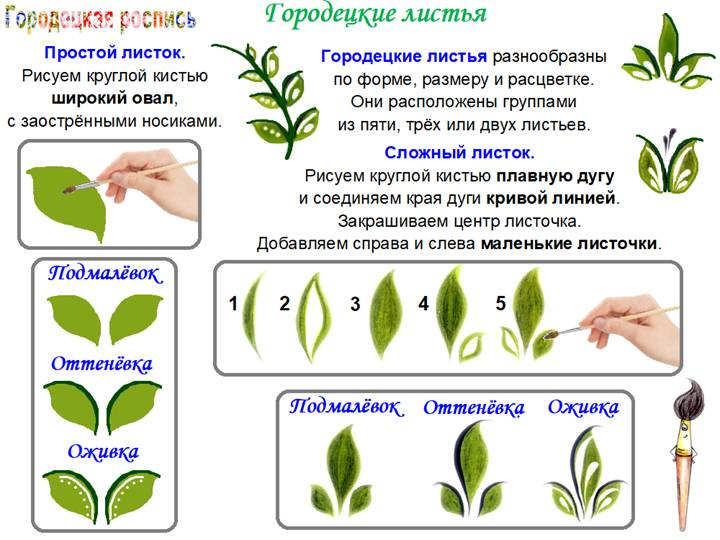 Городецкая роспись
Городецкие листья
Простой листок.
Рисуем круглой кистью
широкий овал,
с заострёнными носиками.
Городецкие листья разнообразны
по форме, размеру и расцветке.
Они расположены группами
из пяти, трёх или двух листьев.
Сложный листок.
Рисуем круглой кистью плавную дугу
и соединяем края дуги кривой линией.
Закрашиваем центр листочка.
Добавляем справа и слева маленькие листочки.
Подмалёвок
Оттенёвка
Оживка
1 2 3 4 5
Подмалёвок Оттенёвка Оживка